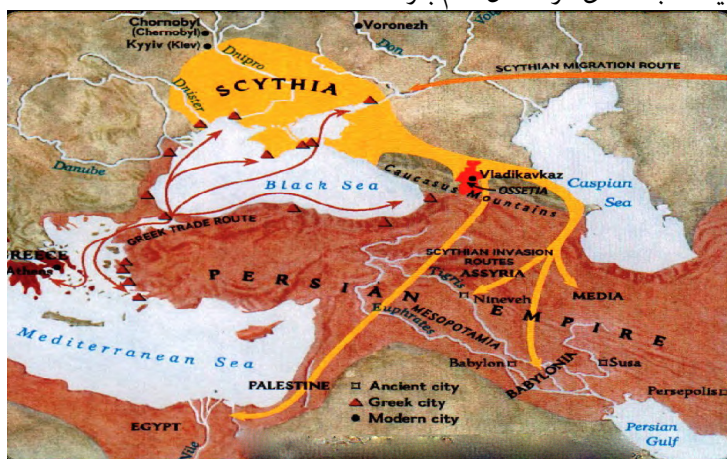 Chornobyl
(Chernobyl)
Kyyiv (Kiev)
Voronezh
Dnipro
Don
Dnister
SCYTHIA
SCYTHIAN MIGRATION ROUTE
Danube
Black Sea
Caucasus Mountains
Vladikavkaz
OSSETIA
Caspian
Sea
GREEK TRADE ROUTE
GREECE
Athens
SCYTHIAN INVASION
ROUTES
ASSYRIA
PERSIAN EMPIRE
Tigris
Nineveh
MEDIA
MESOPOTAMIA
Euphrates
Mediterranean Sea
Babylon
BABYLONIA
Susa
PALESTINE
Ancient city
Greek city
Modern city
Persepolis
EGYPT
Nile
Persian
Gulf